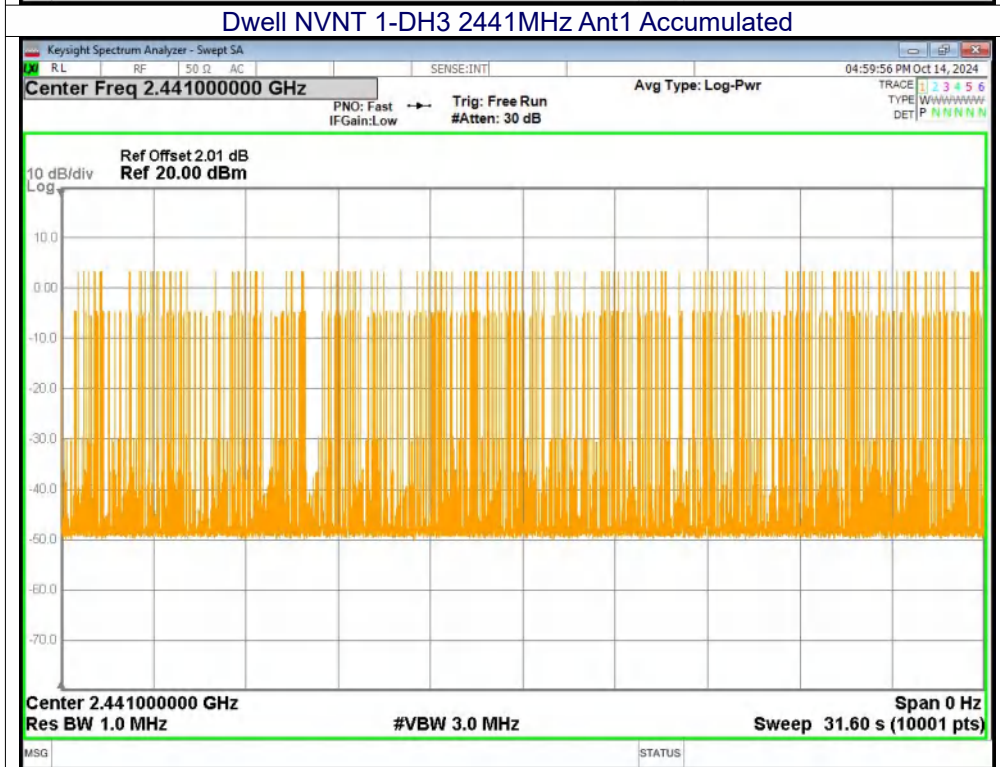 Dwell NVNT 1-DH3 2441MHz Ant1 Accumulated
Keysight Spectrum Analyzer - Swept SA
RL RF 50 Ω AC SENSE:INT 04:59:56 PM Oct 14, 2024
Center Freq 2.441000000 GHz Avg Type: Log-Pwr TRACE 1 2 3 4 5 6
PNO: Fast Trig: Free Run TYPE WWWWWW
IFGain:Low #Atten: 30 dB DET P N N N N N
Ref Offset 2.01 dB
10 dB/div Ref 20.00 dBm
Log
10.0
0.00
-10.0
-20.0
-30.0
-40.0
-50.0
-60.0
-70.0
Center 2.441000000 GHz Span 0 Hz
Res BW 1.0 MHz #VBW 3.0 MHz Sweep 31.60 s (10001 pts)
MSG STATUS